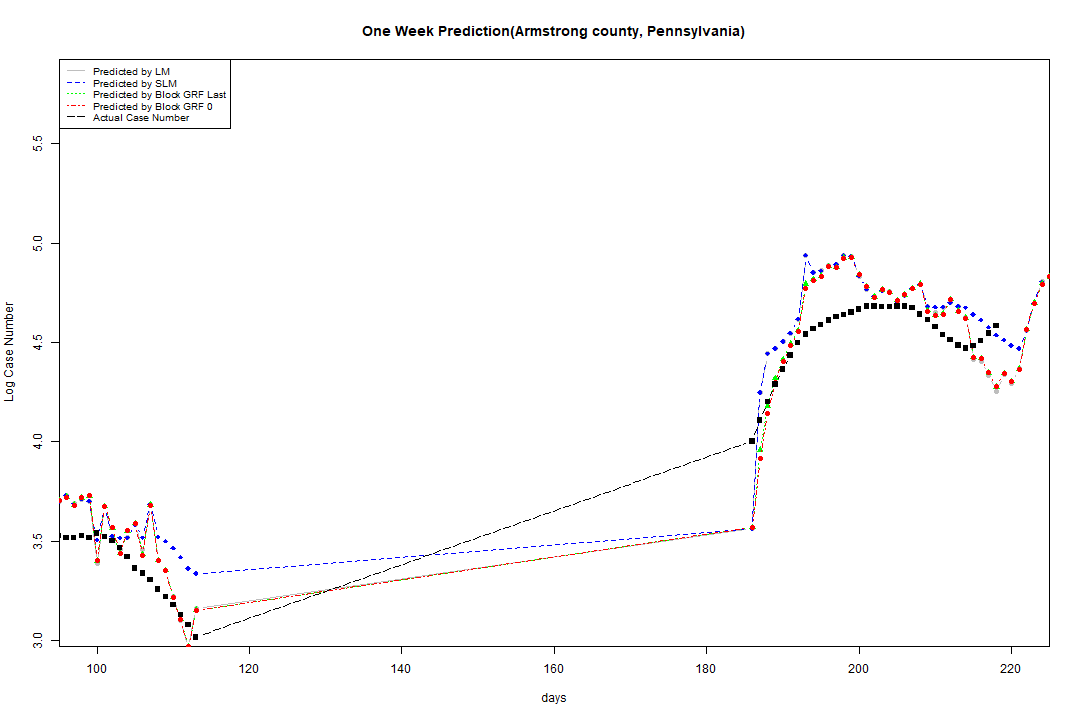 One Week Prediction(Armstrong county, Pennsylvania)
Predicted by LM
Predicted by SLM
Predicted by Block GRF Last
Predicted by Block GRF 0
Actual Case Number
Log Case Number
5.5
5.0
4.5
4.0
3.5
3.0
100 120 140 160 180 200 220
days